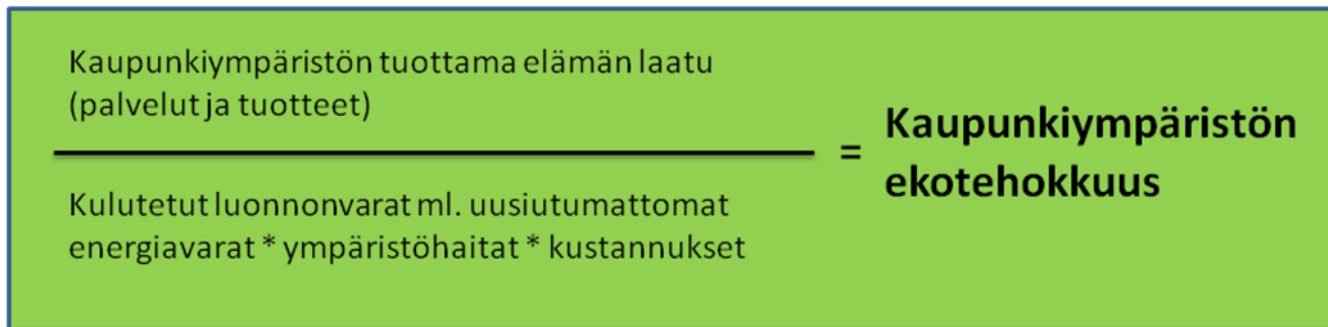 Kaupunkiympäristön tuottama elämän laatu
(palvelut ja tuotteet)
= Kaupunkiympäristön
ekotehokkuus
Kulutetut luonnonvarat ml. uusiutumattomat
energiavarat * ympäristöhaitat * kustannukset